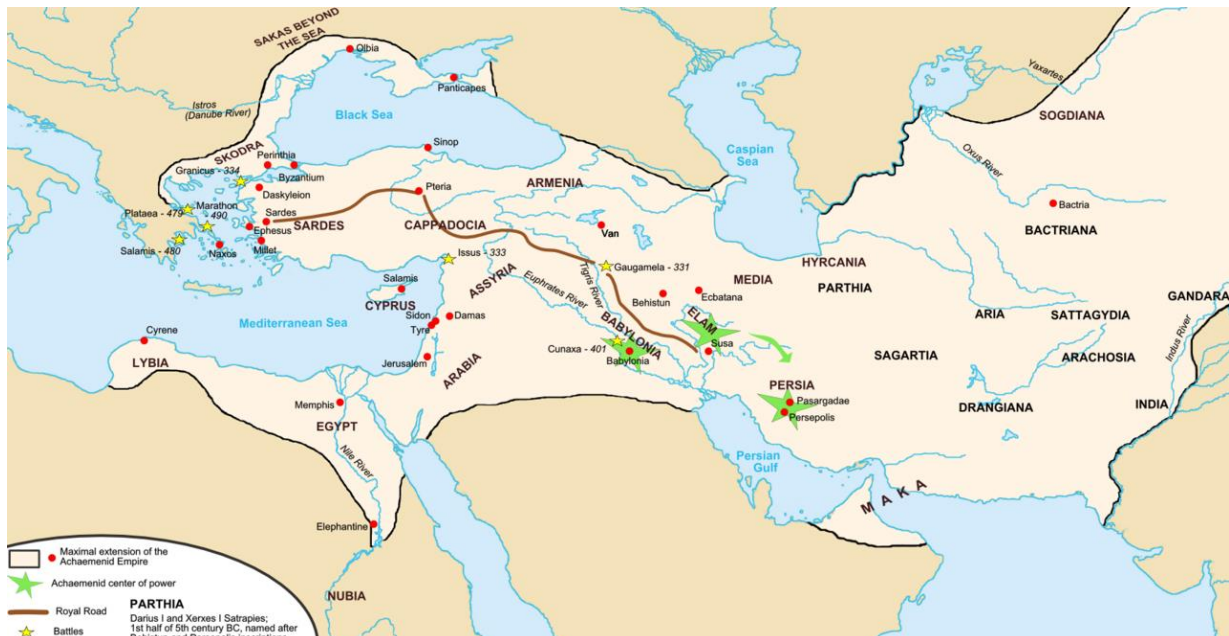 SAKAS BEYOND
THE SEA
Olbia
Panticapes
Istros
(Danube River)
Black Sea
Caspian
Sea
Yaxartes
SOGDIANA
Oxus River
SKODRA
Perinthia
Byzantium
Sinop
Granicus - 334
Daskyleion
Pteria
ARMENIA
Bactria
BACTRIANA
Plataea - 479
Marathon
- 490
Sardes
SARDES
CAPPADOCIA
Ephesus
Van
Salamis - 480
Naxos
Millet
Issus - 333
ASSYRIA
Tigris River
Gaugamela - 331
MEDIA
HYRCANIA
PARTHIA
Salamis
CYPRUS
Euphrates River
Behistun
Ecbatana
GANDARA
Mediterranean Sea
Sidon
Tyre
Damas
BABYLONIA
ELAM
ARIA
SATTAGYDIA
Indus River
Cyrene
Cunaxa - 401
Babylonia
Susa
SAGARTIA
ARACHOSIA
LYBIA
Jerusalem
ARABIA
PERSIA
Pasargadae
Persepolis
DRANGIANA
INDIA
Memphis
EGYPT
Nile River
Persian
Gulf
MAKA
Elephantine
NUBIA
Maximal extension of the
Achaemenid Empire
Achaemenid center of power
Royal Road
Battles
PARTHIA
Darius I and Xerxes I Satrapies;
1st half of 5th century BC, named after
Behistun and Persepolis inscriptions